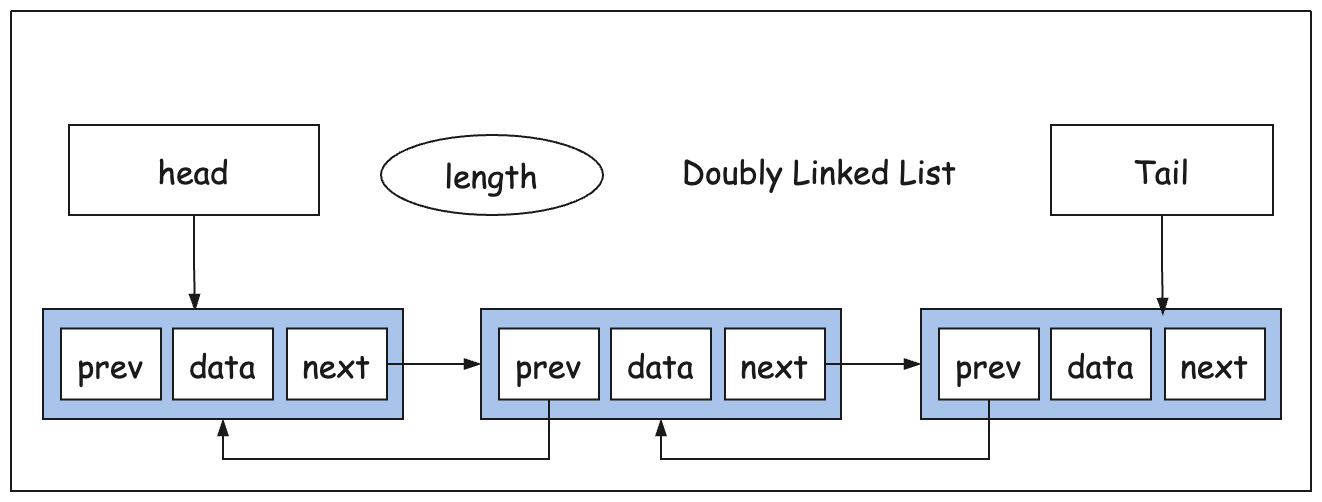 head
length
Doubly Linked List
Tail
prev data next
prev data next
prev data next